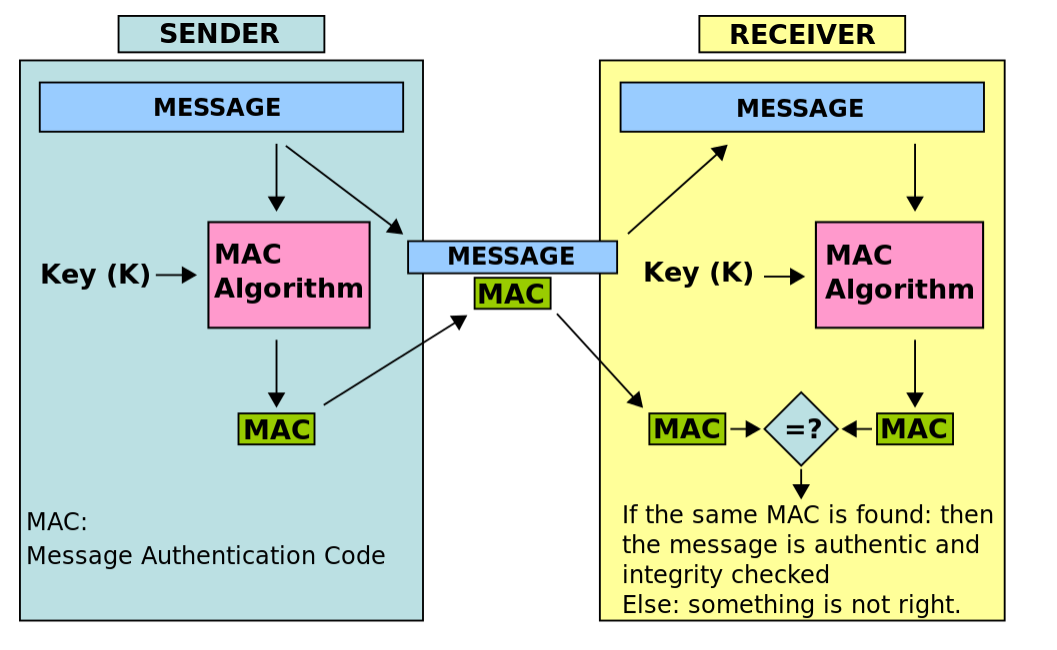 SENDER
RECEIVER
MESSAGE
MESSAGE
MAC
Algorithm
Key (K)
MESSAGE
MAC
Key (K)
MAC
Algorithm
MAC
MAC
=?
MAC
MAC:
Message Authentication Code
If the same MAC is found: then
the message is authentic and
integrity checked
Else: something is not right.